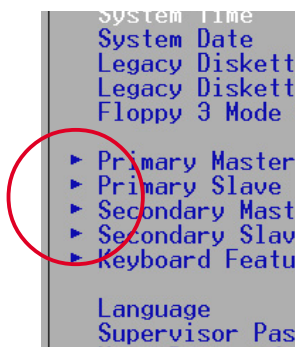 System Time
System Date
Legacy Diskett
Legacy Diskett
Floppy 3 Mode
Primary Master
Primary Slave
Secondary Mast
Secondary Slav
Keyboard Featu
Language
Supervisor Pas